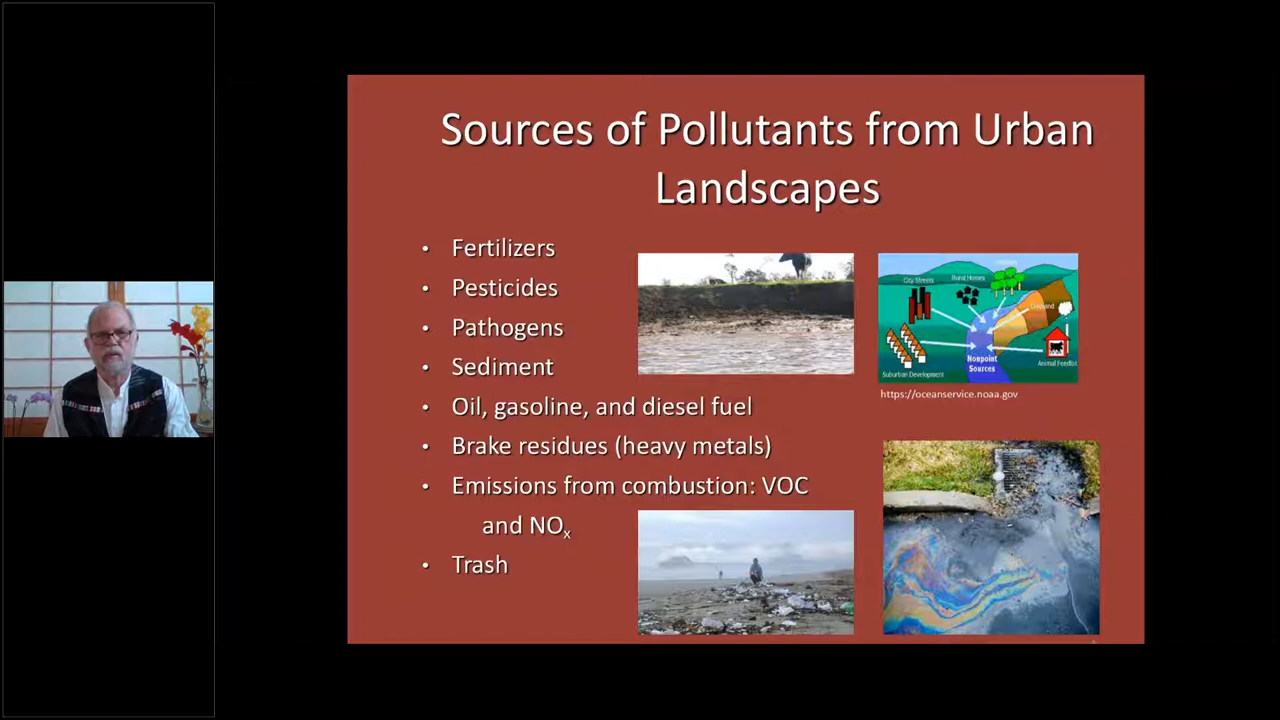 Sources of Pollutants from Urban
Landscapes
• Fertilizers
• Pesticides
• Pathogens
• Sediment
• Oil, gasoline, and diesel fuel
• Brake residues (heavy metals)
• Emissions from combustion: VOC
and NOx
• Trash
City Streets
Rural Homes
Nonpoint
Sources
Suburban Development
Animal Feedlot
https://oceanservice.noaa.gov